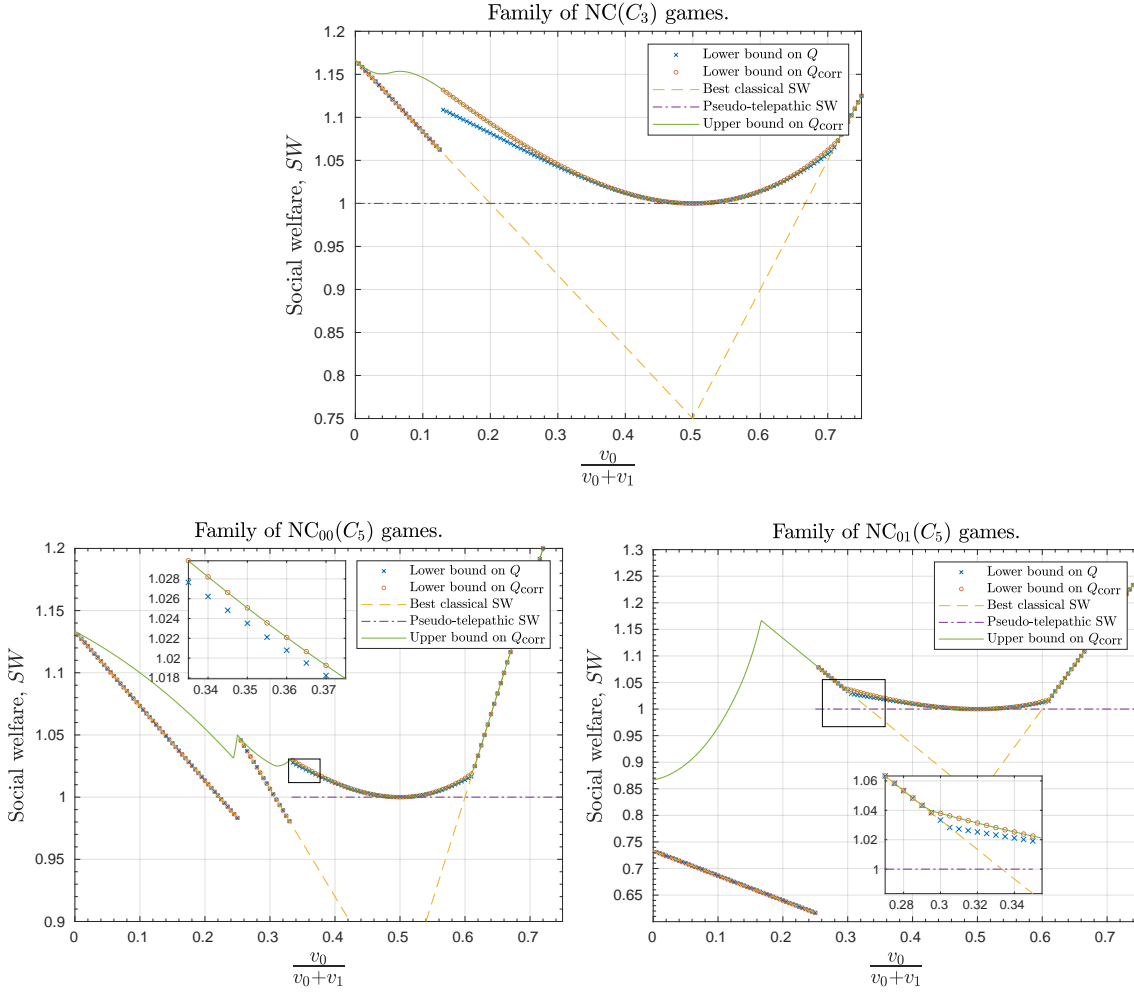 Family of NC(C3) games.
Lower bound on Q
Lower bound on Qcorr
Best classical SW
Pseudo-telepathic SW
Upper bound on Qcorr
Social welfare, SW
1.2
1.15
1.1
1.05
1
0.95
0.9
0.85
0.8
0.75
0 0.1 0.2 0.3 0.4 0.5 0.6 0.7
v0
v0+v1
Family of NC00(C5) games.
Lower bound on Q
Lower bound on Qcorr
Best classical SW
Pseudo-telepathic SW
Upper bound on Qcorr
1.028
1.026
1.024
1.022
1.02
1.018
0.34 0.35 0.36 0.37
Social welfare, SW
1.2
1.15
1.1
1.05
1
0.95
0.9
0 0.1 0.2 0.3 0.4 0.5 0.6 0.7
v0
v0+v1
Family of NC01(C5) games.
Lower bound on Q
Lower bound on Qcorr
Best classical SW
Pseudo-telepathic SW
Upper bound on Qcorr
Social welfare, SW
1.3
1.25
1.2
1.15
1.1
1.05
1
0.95
0.9
0.85
0.8
0.75
0.7
0.65
1.06
1.04
1.02
1
0.28 0.3 0.32 0.34
0 0.1 0.2 0.3 0.4 0.5 0.6 0.7
v0
v0+v1